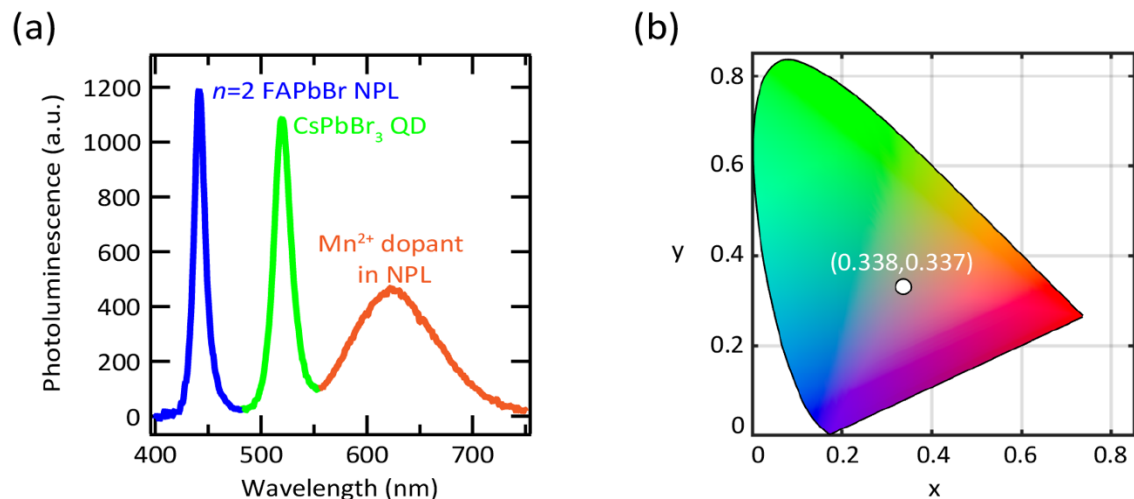 (a)
1200
1000
800
600
400
200
0
Photoluminescence (a.u.)
n=2 FAPbBr NPL
CsPbBr₃ QD
Mn²⁺ dopant
in NPL
400 500 600 700
Wavelength (nm)
(b)
0.8
0.6
0.4
0.2
0
y
(0.338,0.337)
0 0.2 0.4 0.6 0.8
x